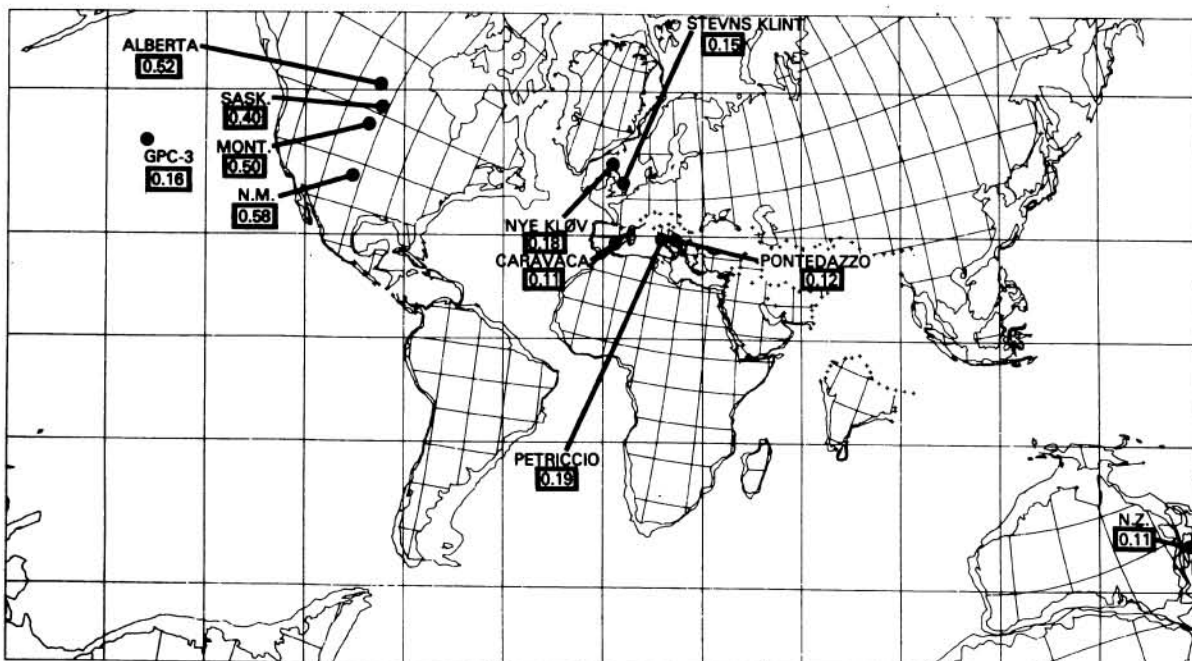 STEVNS KLINT
0.15
ALBERTA
0.52
SASK.
0.40
MONT.
0.50
GPC-3
0.16
N.M.
0.58
NYE KLØV
0.18
CARAVACA
0.11
PONTEDAZZO
0.12
PETRICCIO
0.19
N.Z.
0.11